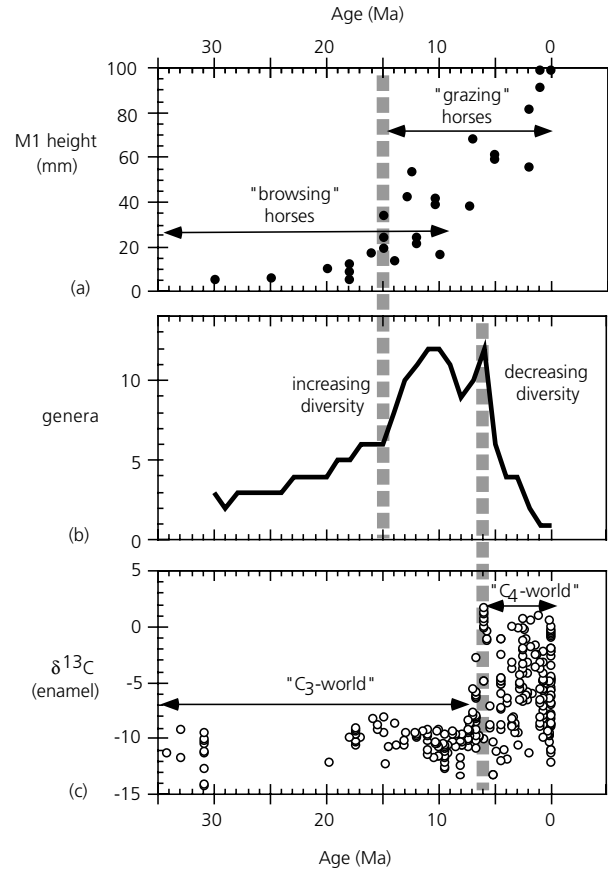 Age (Ma)
30 20 10 0
100
80
60
40
20
0
M1 height
(mm)
"grazing"
horses
"browsing"
horses
(a)
10
5
0
genera
increasing
diversity
decreasing
diversity
(b)
5
0
-5
-10
-15
δ13C
(enamel)
"C4-world"
"C3-world"
(c)
30 20 10 0
Age (Ma)